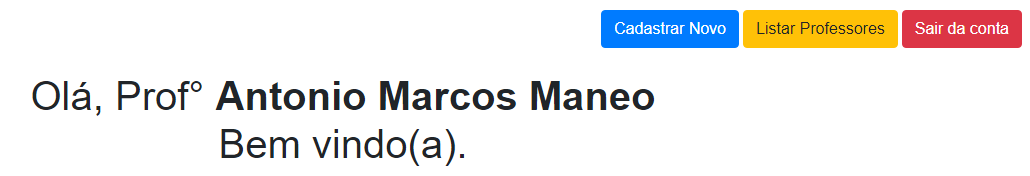 Cadastrar Novo Listar Professores Sair da conta
Olá, Prof° Antonio Marcos Maneo
Bem vindo(a).